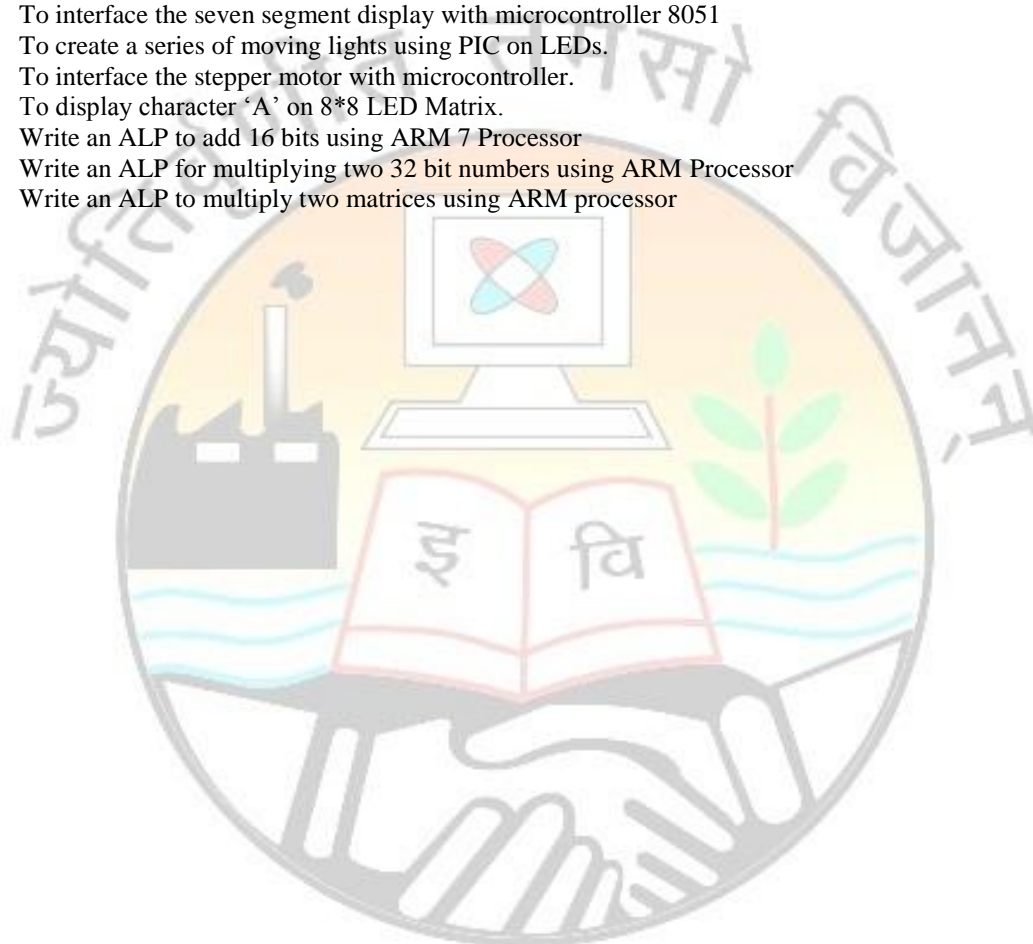 To interface the seven segment display with microcontroller 8051
To create a series of moving lights using PIC on LEDs.
To interface the stepper motor with microcontroller.
To display character ‘A’ on 8*8 LED Matrix.
Write an ALP to add 16 bits using ARM 7 Processor
Write an ALP for multiplying two 32 bit numbers using ARM Processor
Write an ALP to multiply two matrices using ARM processor
ज्योतिर्वृणीत तमसो विजानन्
इ वि